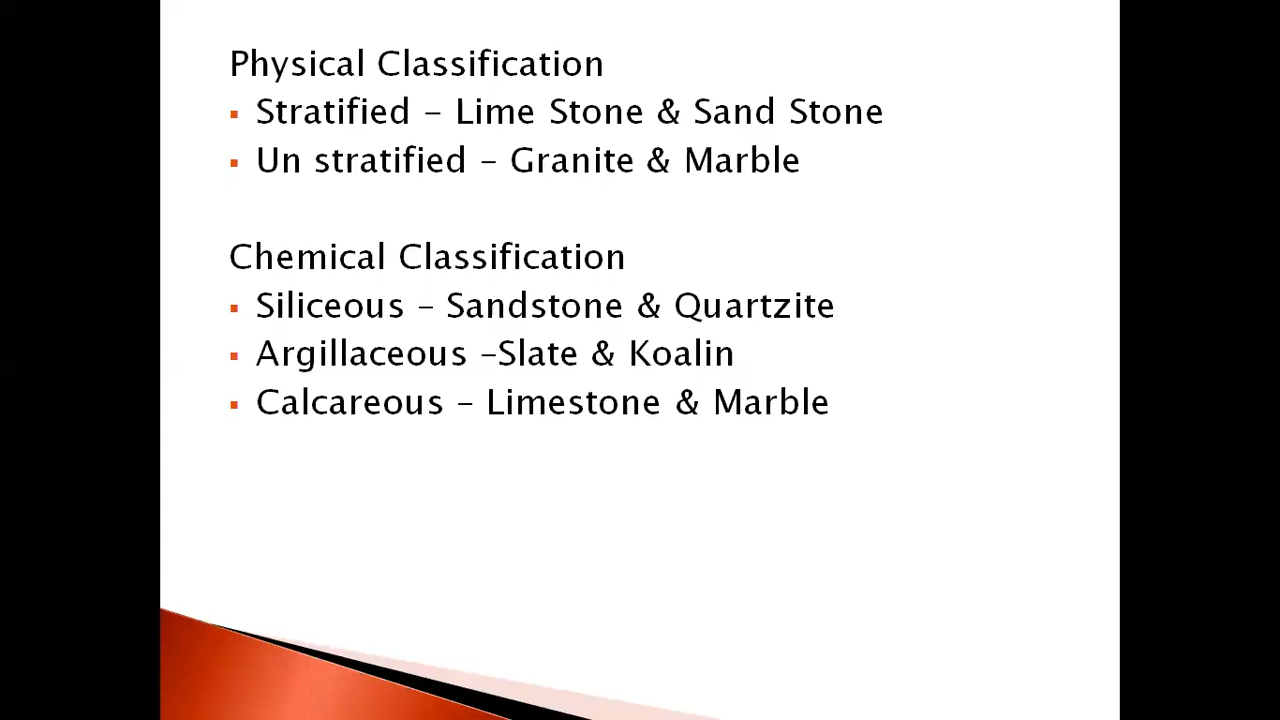 Physical Classification
▪ Stratified – Lime Stone & Sand Stone
▪ Un stratified – Granite & Marble
Chemical Classification
▪ Siliceous – Sandstone & Quartzite
▪ Argillaceous –Slate & Koalin
▪ Calcareous – Limestone & Marble